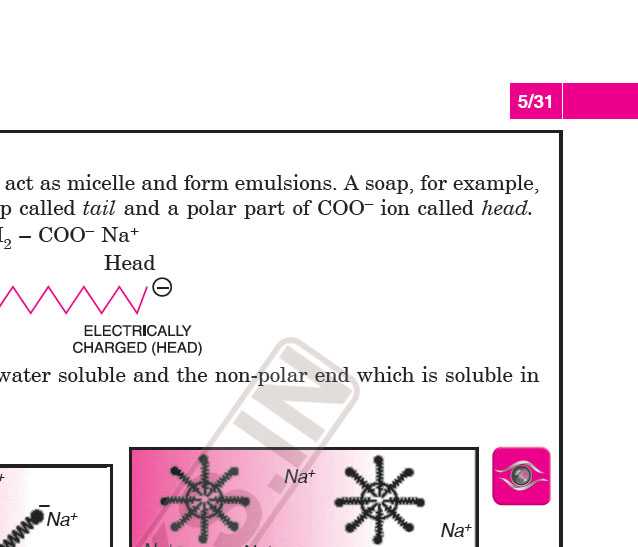 5/31
act as micelle and form emulsions. A soap, for example,
p called tail and a polar part of COO⁻ ion called head.
₂ – COO⁻ Na⁺
Head
⊖
ELECTRICALLY
CHARGED (HEAD)
water soluble and the non-polar end which is soluble in
S.IN
Na⁺
Na⁺
Na⁺